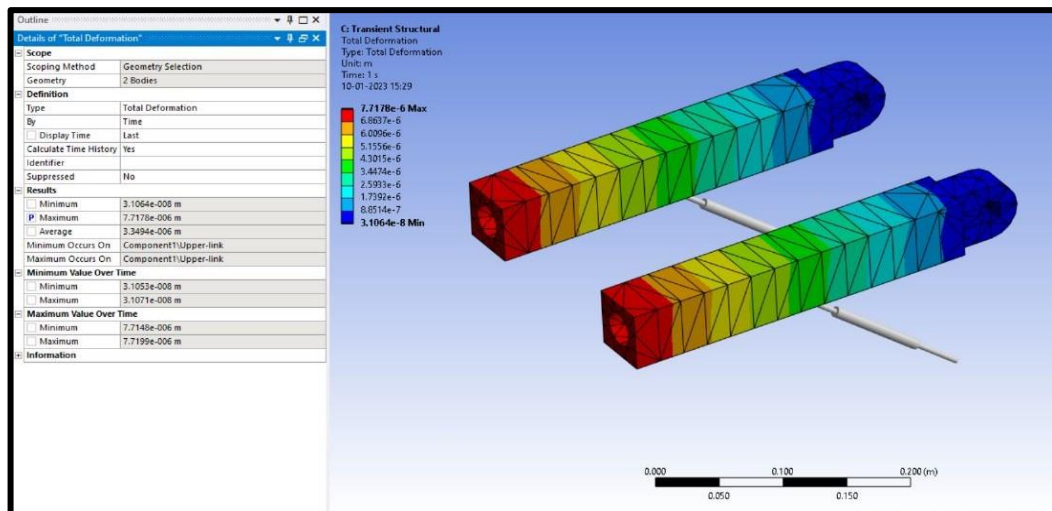 Outline
Details of "Total Deformation"
Scope
Scoping Method Geometry Selection
Geometry 2 Bodies
Definition
Type Total Deformation
By Time
Display Time Last
Calculate Time History Yes
Identifier
Suppressed No
Results
Minimum 3.1064e-008 m
P Maximum 7.7178e-006 m
Average 3.3494e-006 m
Minimum Occurs On Component1\Upper-link
Maximum Occurs On Component1\Upper-link
Minimum Value Over Time
Minimum 3.1053e-008 m
Maximum 3.1071e-008 m
Maximum Value Over Time
Minimum 7.7148e-006 m
Maximum 7.7199e-006 m
Information
C: Transient Structural
Total Deformation
Type: Total Deformation
Unit: m
Time: 1 s
10-01-2023 15:29
7.7178e-6 Max
6.8637e-6
6.0096e-6
5.1556e-6
4.3015e-6
3.4474e-6
2.5933e-6
1.7392e-6
8.8514e-7
3.1064e-8 Min
0.000 0.100 0.200 (m)
0.050 0.150